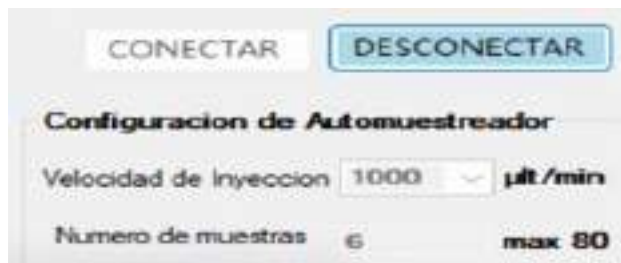 CONECTAR DESCONECTAR
Configuracion de Automuestreador
Velocidad de Inyeccion 1000 µlt/min
Numero de muestras 6 max 80